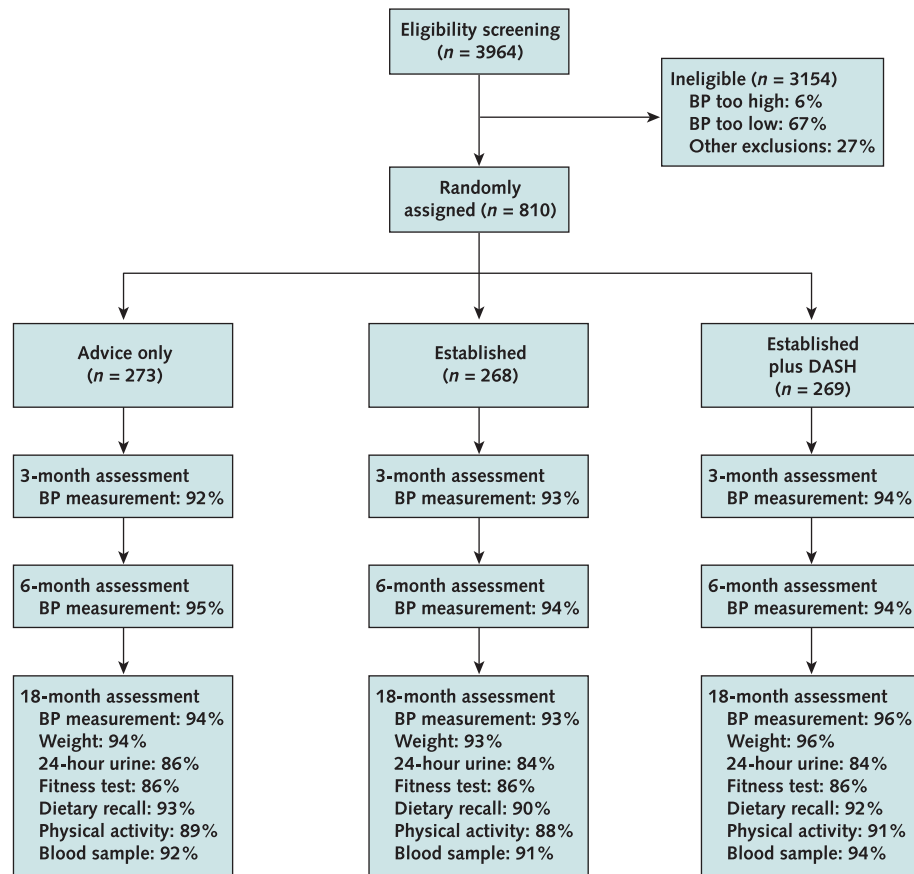 Eligibility screening
(n = 3964)
Ineligible (n = 3154)
BP too high: 6%
BP too low: 67%
Other exclusions: 27%
Randomly
assigned (n = 810)
Advice only
(n = 273)
Established
(n = 268)
Established
plus DASH
(n = 269)
3-month assessment
BP measurement: 92%
3-month assessment
BP measurement: 93%
3-month assessment
BP measurement: 94%
6-month assessment
BP measurement: 95%
6-month assessment
BP measurement: 94%
6-month assessment
BP measurement: 94%
18-month assessment
BP measurement: 94%
Weight: 94%
24-hour urine: 86%
Fitness test: 86%
Dietary recall: 93%
Physical activity: 89%
Blood sample: 92%
18-month assessment
BP measurement: 93%
Weight: 93%
24-hour urine: 84%
Fitness test: 86%
Dietary recall: 90%
Physical activity: 88%
Blood sample: 91%
18-month assessment
BP measurement: 96%
Weight: 96%
24-hour urine: 84%
Fitness test: 86%
Dietary recall: 92%
Physical activity: 91%
Blood sample: 94%